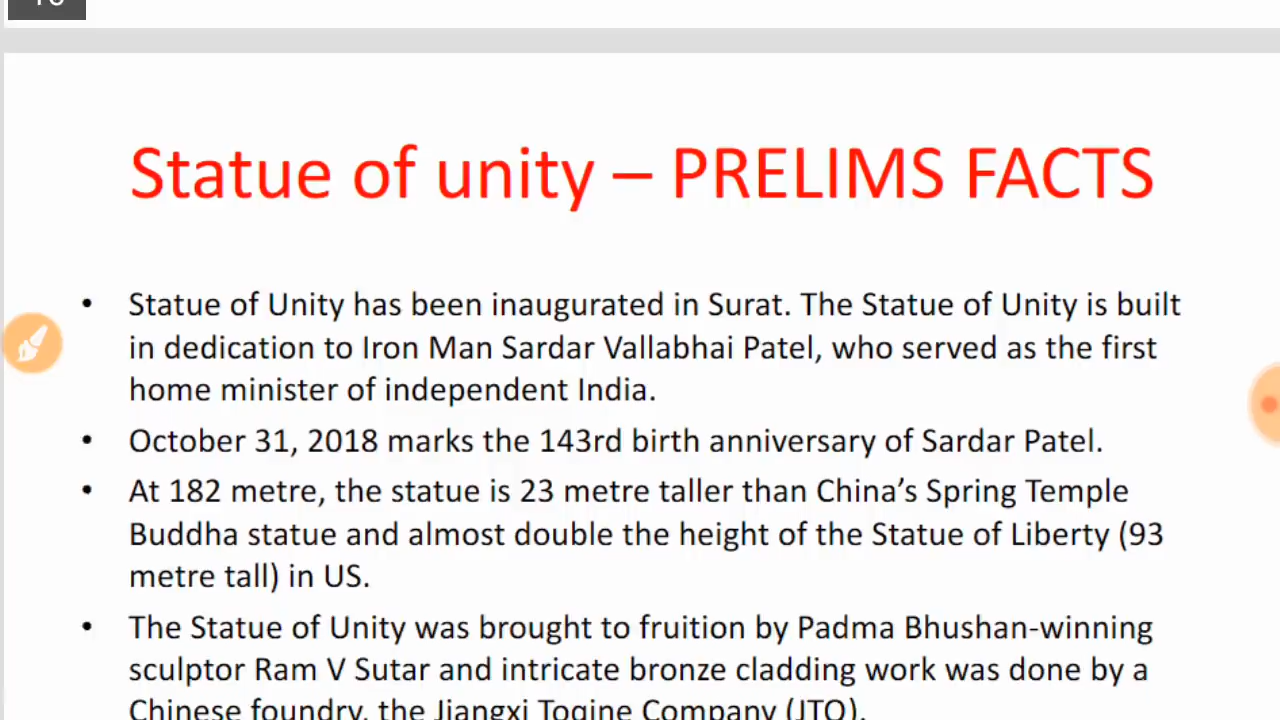 Statue of unity – PRELIMS FACTS
• Statue of Unity has been inaugurated in Surat. The Statue of Unity is built
in dedication to Iron Man Sardar Vallabhai Patel, who served as the first
home minister of independent India.
• October 31, 2018 marks the 143rd birth anniversary of Sardar Patel.
• At 182 metre, the statue is 23 metre taller than China’s Spring Temple
Buddha statue and almost double the height of the Statue of Liberty (93
metre tall) in US.
• The Statue of Unity was brought to fruition by Padma Bhushan-winning
sculptor Ram V Sutar and intricate bronze cladding work was done by a
Chinese foundry, the Jiangxi Toqine Company (JTQ).